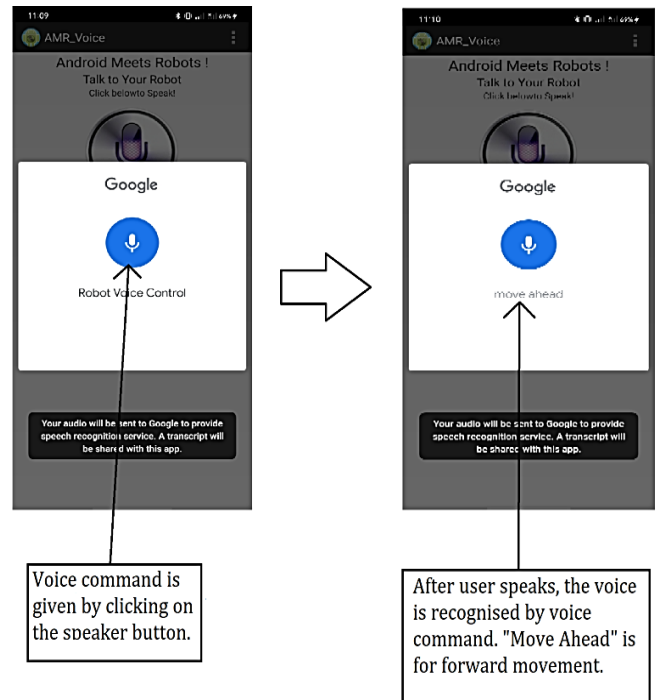 11:09
69%
AMR_Voice
Android Meets Robots !
Talk to Your Robot
Click belowto Speak!
Google
Robot Voice Control
Your audio will be sent to Google to provide
speech recognition service. A transcript will
be shared with this app.
Voice command is
given by clicking on
the speaker button.
11:10
69%
AMR_Voice
Android Meets Robots !
Talk to Your Robot
Click belowto Speak!
Google
move ahead
Your audio will be sent to Google to provide
speech recognition service. A transcript will
be shared with this app.
After user speaks, the voice
is recognised by voice
command. "Move Ahead" is
for forward movement.